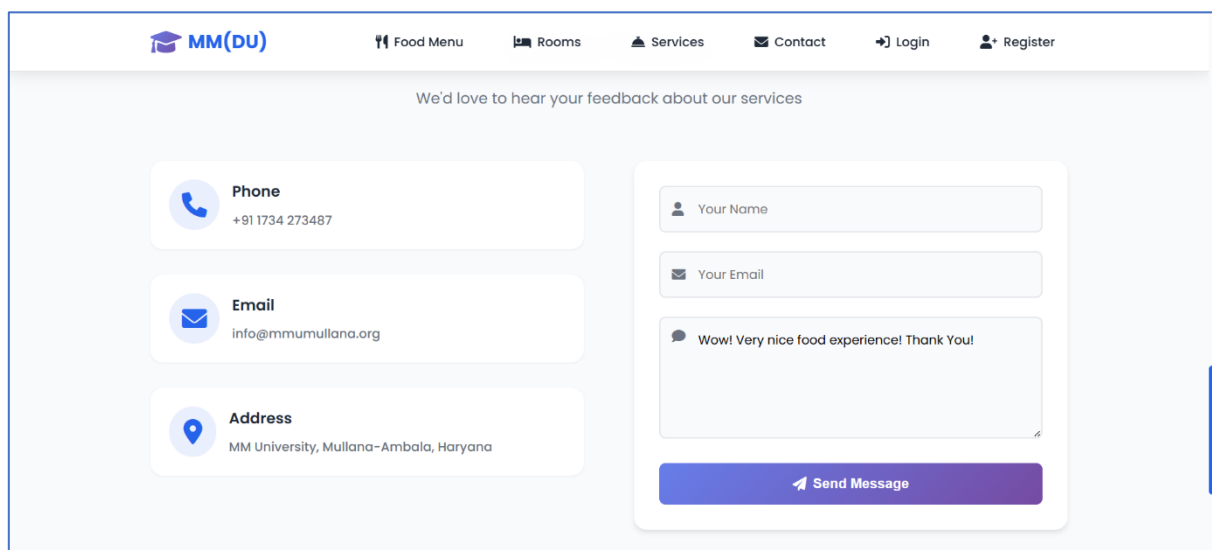 MM(DU)
Food Menu
Rooms
Services
Contact
Login
Register
We'd love to hear your feedback about our services
Phone
+91 1734 273487
Email
info@mmumullana.org
Address
MM University, Mullana-Ambala, Haryana
Your Name
Your Email
Wow! Very nice food experience! Thank You!
Send Message